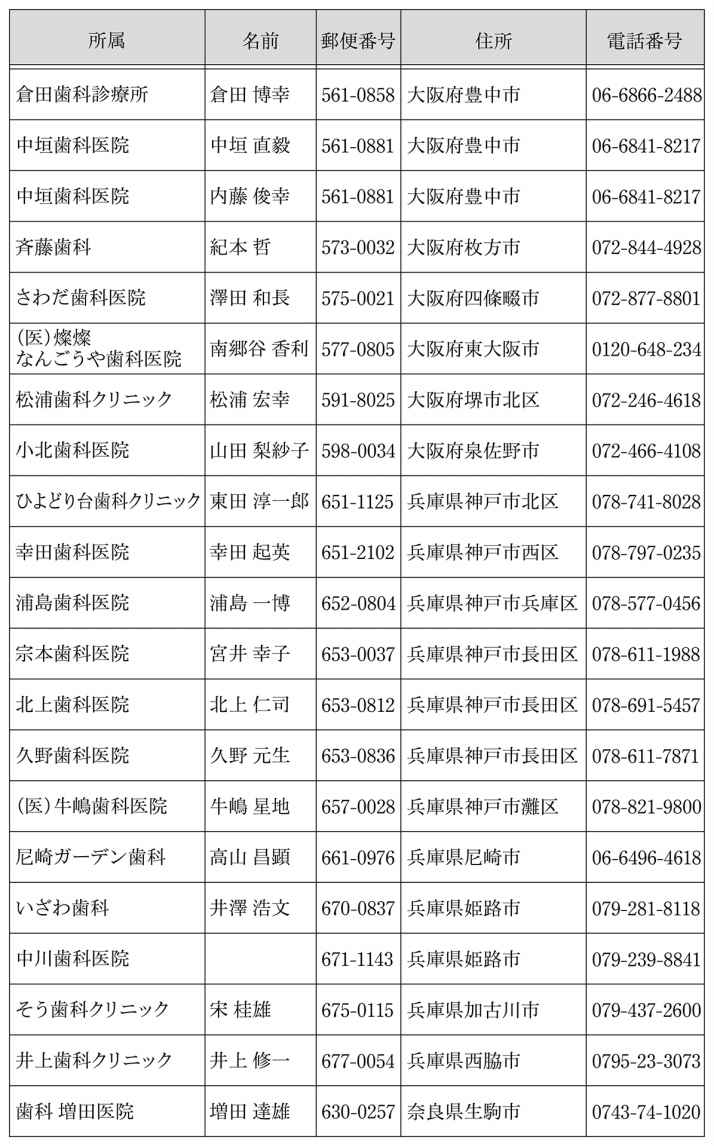 所属 名前 郵便番号 住所 電話番号
倉田歯科診療所 倉田 博幸 561-0858 大阪府豊中市 06-6866-2488
中垣歯科医院 中垣 直毅 561-0881 大阪府豊中市 06-6841-8217
中垣歯科医院 内藤 俊幸 561-0881 大阪府豊中市 06-6841-8217
斉藤歯科 紀本 哲 573-0032 大阪府枚方市 072-844-4928
さわだ歯科医院 澤田 和長 575-0021 大阪府四條畷市 072-877-8801
（医）燦燦
なんごうや歯科医院 南郷谷 香利 577-0805 大阪府東大阪市 0120-648-234
松浦歯科クリニック 松浦 宏幸 591-8025 大阪府堺市北区 072-246-4618
小北歯科医院 山田 梨紗子 598-0034 大阪府泉佐野市 072-466-4108
ひよどり台歯科クリニック 東田 淳一郎 651-1125 兵庫県神戸市北区 078-741-8028
幸田歯科医院 幸田 起英 651-2102 兵庫県神戸市西区 078-797-0235
浦島歯科医院 浦島 一博 652-0804 兵庫県神戸市兵庫区 078-577-0456
宗本歯科医院 宮井 幸子 653-0037 兵庫県神戸市長田区 078-611-1988
北上歯科医院 北上 仁司 653-0812 兵庫県神戸市長田区 078-691-5457
久野歯科医院 久野 元生 653-0836 兵庫県神戸市長田区 078-611-7871
（医）牛嶋歯科医院 牛嶋 星地 657-0028 兵庫県神戸市灘区 078-821-9800
尼崎ガーデン歯科 高山 昌顕 661-0976 兵庫県尼崎市 06-6496-4618
いざわ歯科 井澤 浩文 670-0837 兵庫県姫路市 079-281-8118
中川歯科医院 671-1143 兵庫県姫路市 079-239-8841
そう歯科クリニック 宋 桂雄 675-0115 兵庫県加古川市 079-437-2600
井上歯科クリニック 井上 修一 677-0054 兵庫県西脇市 0795-23-3073
歯科 増田医院 増田 達雄 630-0257 奈良県生駒市 0743-74-1020